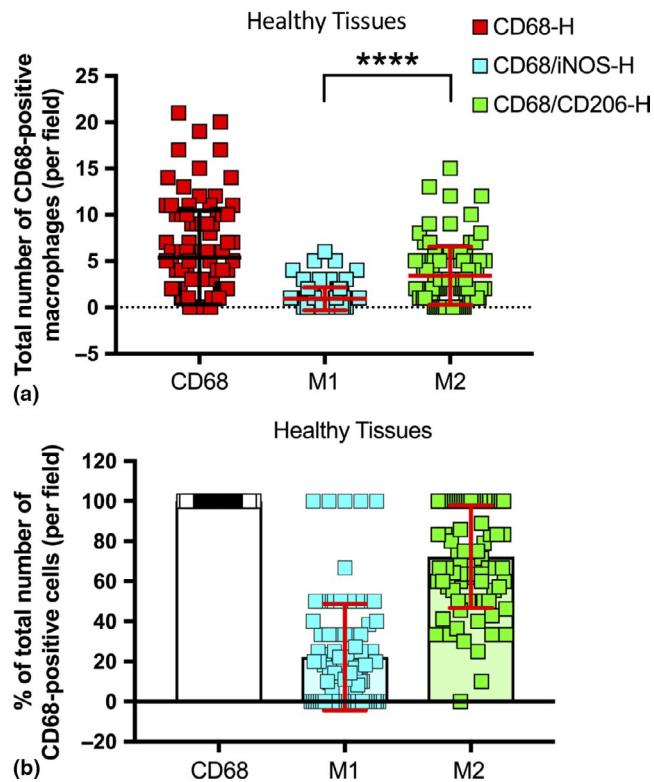 Healthy Tissues
CD68-H
CD68/iNOS-H
CD68/CD206-H
****
Total number of CD68-positive
macrophages (per field)
25
20
15
10
5
0
–5
CD68 M1 M2
(a)
Healthy Tissues
% of total number of
CD68-positive cells (per field)
120
100
80
60
40
20
0
–20
CD68 M1 M2
(b)